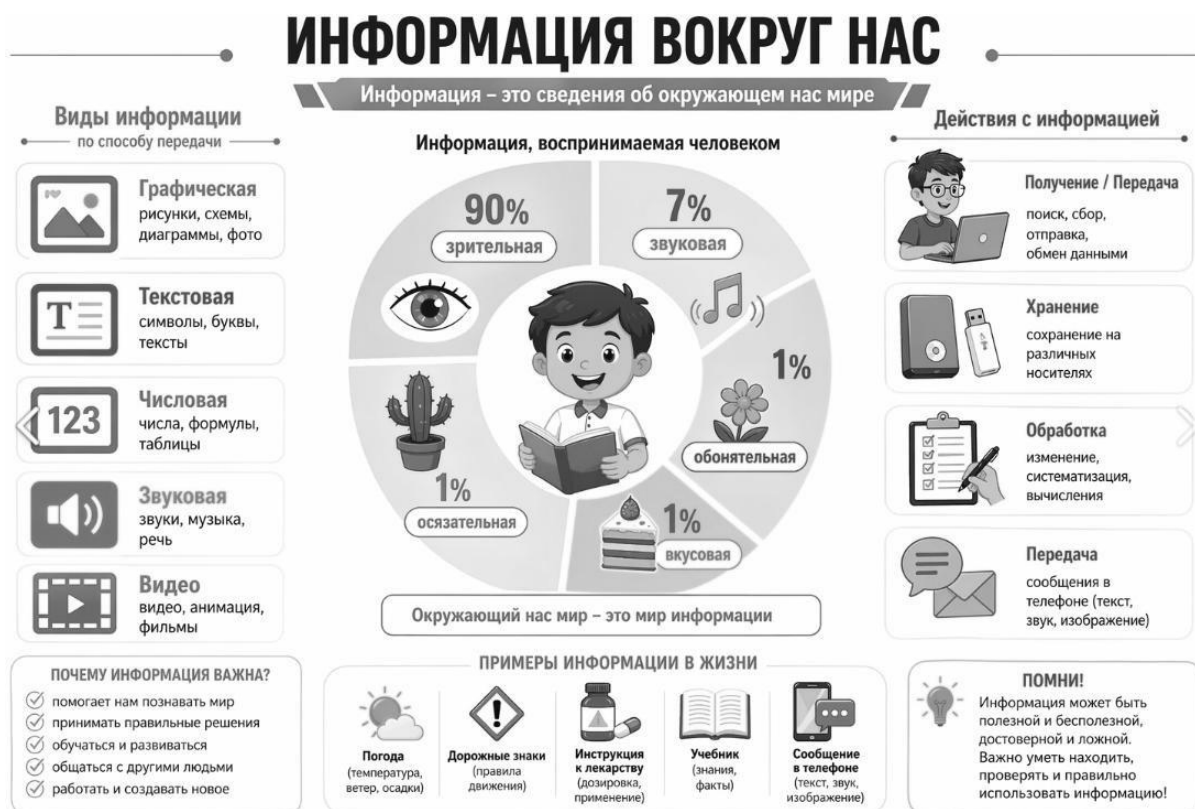 ИНФОРМАЦИЯ ВОКРУГ НАС
Информация – это сведения об окружающем нас мире
Виды информации
по способу передачи
Графическая
рисунки, схемы,
диаграммы, фото
Т
Текстовая
символы, буквы,
тексты
123
Числовая
числа, формулы,
таблицы
Звуковая
звуки, музыка,
речь
Видео
видео, анимация,
фильмы
Информация, воспринимаемая человеком
90%
зрительная
7%
звуковая
1%
обонятельная
1%
вкусовая
1%
осязательная
Окружающий нас мир – это мир информации
Действия с информацией
Получение / Передача
поиск, сбор,
отправка,
обмен данными
Хранение
сохранение на
различных
носителях
Обработка
изменение,
систематизация,
вычисления
Передача
сообщения в
телефоне (текст,
звук, изображение)
ПОЧЕМУ ИНФОРМАЦИЯ ВАЖНА?
помогает нам познавать мир
принимать правильные решения
обучаться и развиваться
общаться с другими людьми
работать и создавать новое
ПРИМЕРЫ ИНФОРМАЦИИ В ЖИЗНИ
Погода
(температура,
ветер, осадки)
Дорожные знаки
(правила
движения)
Инструкция
к лекарству
(дозировка,
применение)
Учебник
(знания,
факты)
Сообщение
в телефоне
(текст, звук,
изображение)
ПОМНИ!
Информация может быть
полезной и бесполезной,
достоверной и ложной.
Важно уметь находить,
проверять и правильно
использовать информацию!